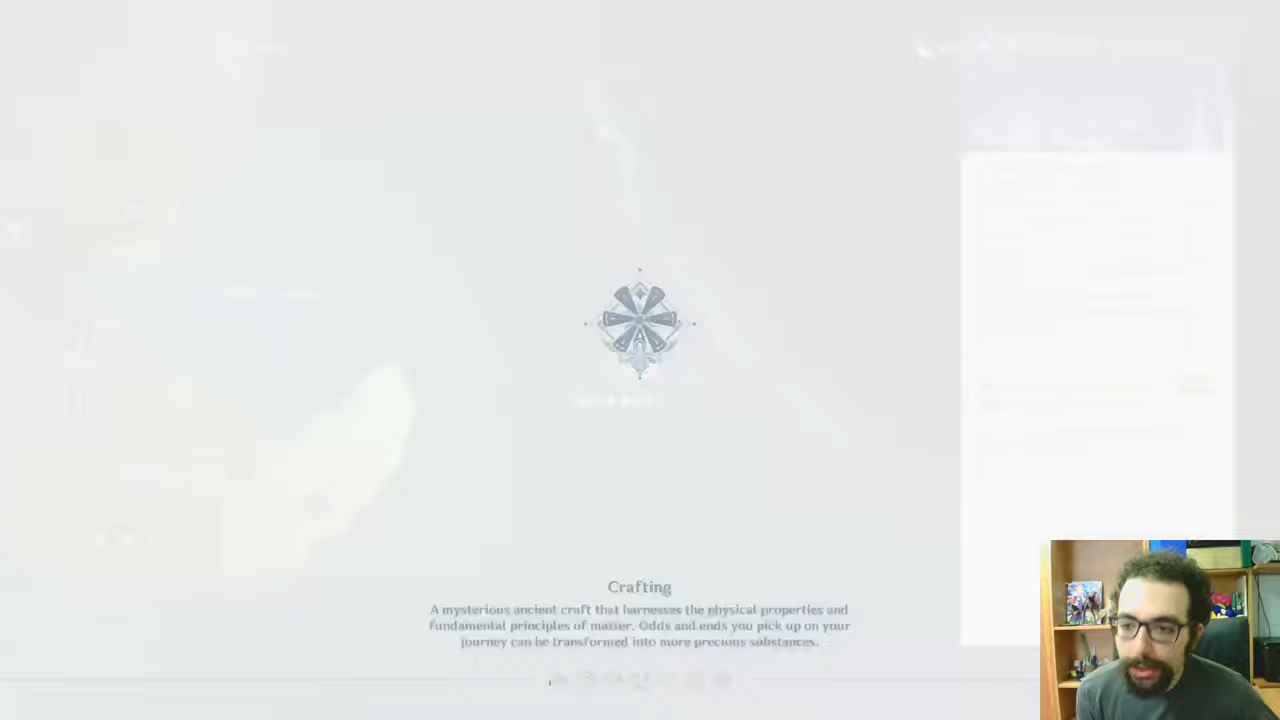 Crafting
A mysterious ancient craft that harnesses the physical properties and
fundamental principles of matter. Odds and ends you pick up on your
journey can be transformed into more precious substances.